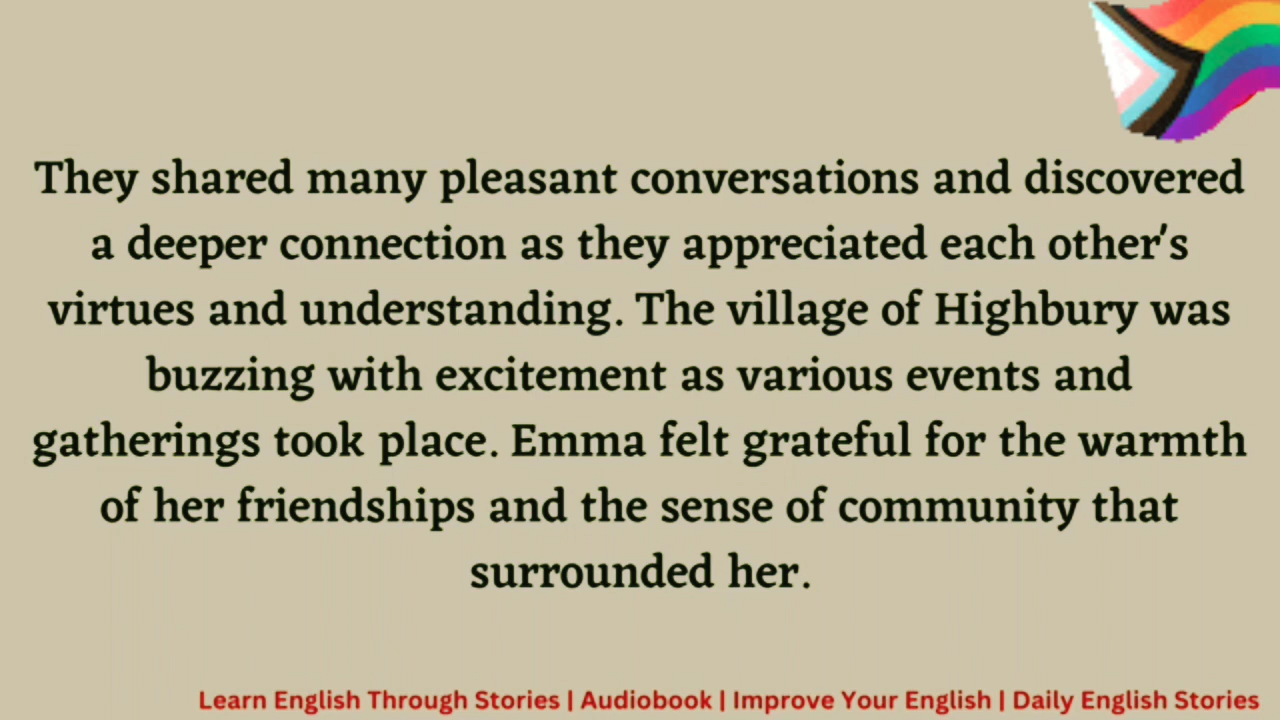 They shared many pleasant conversations and discovered
a deeper connection as they appreciated each other's
virtues and understanding. The village of Highbury was
buzzing with excitement as various events and
gatherings took place. Emma felt grateful for the warmth
of her friendships and the sense of community that
surrounded her.
Learn English Through Stories | Audiobook | Improve Your English | Daily English Stories